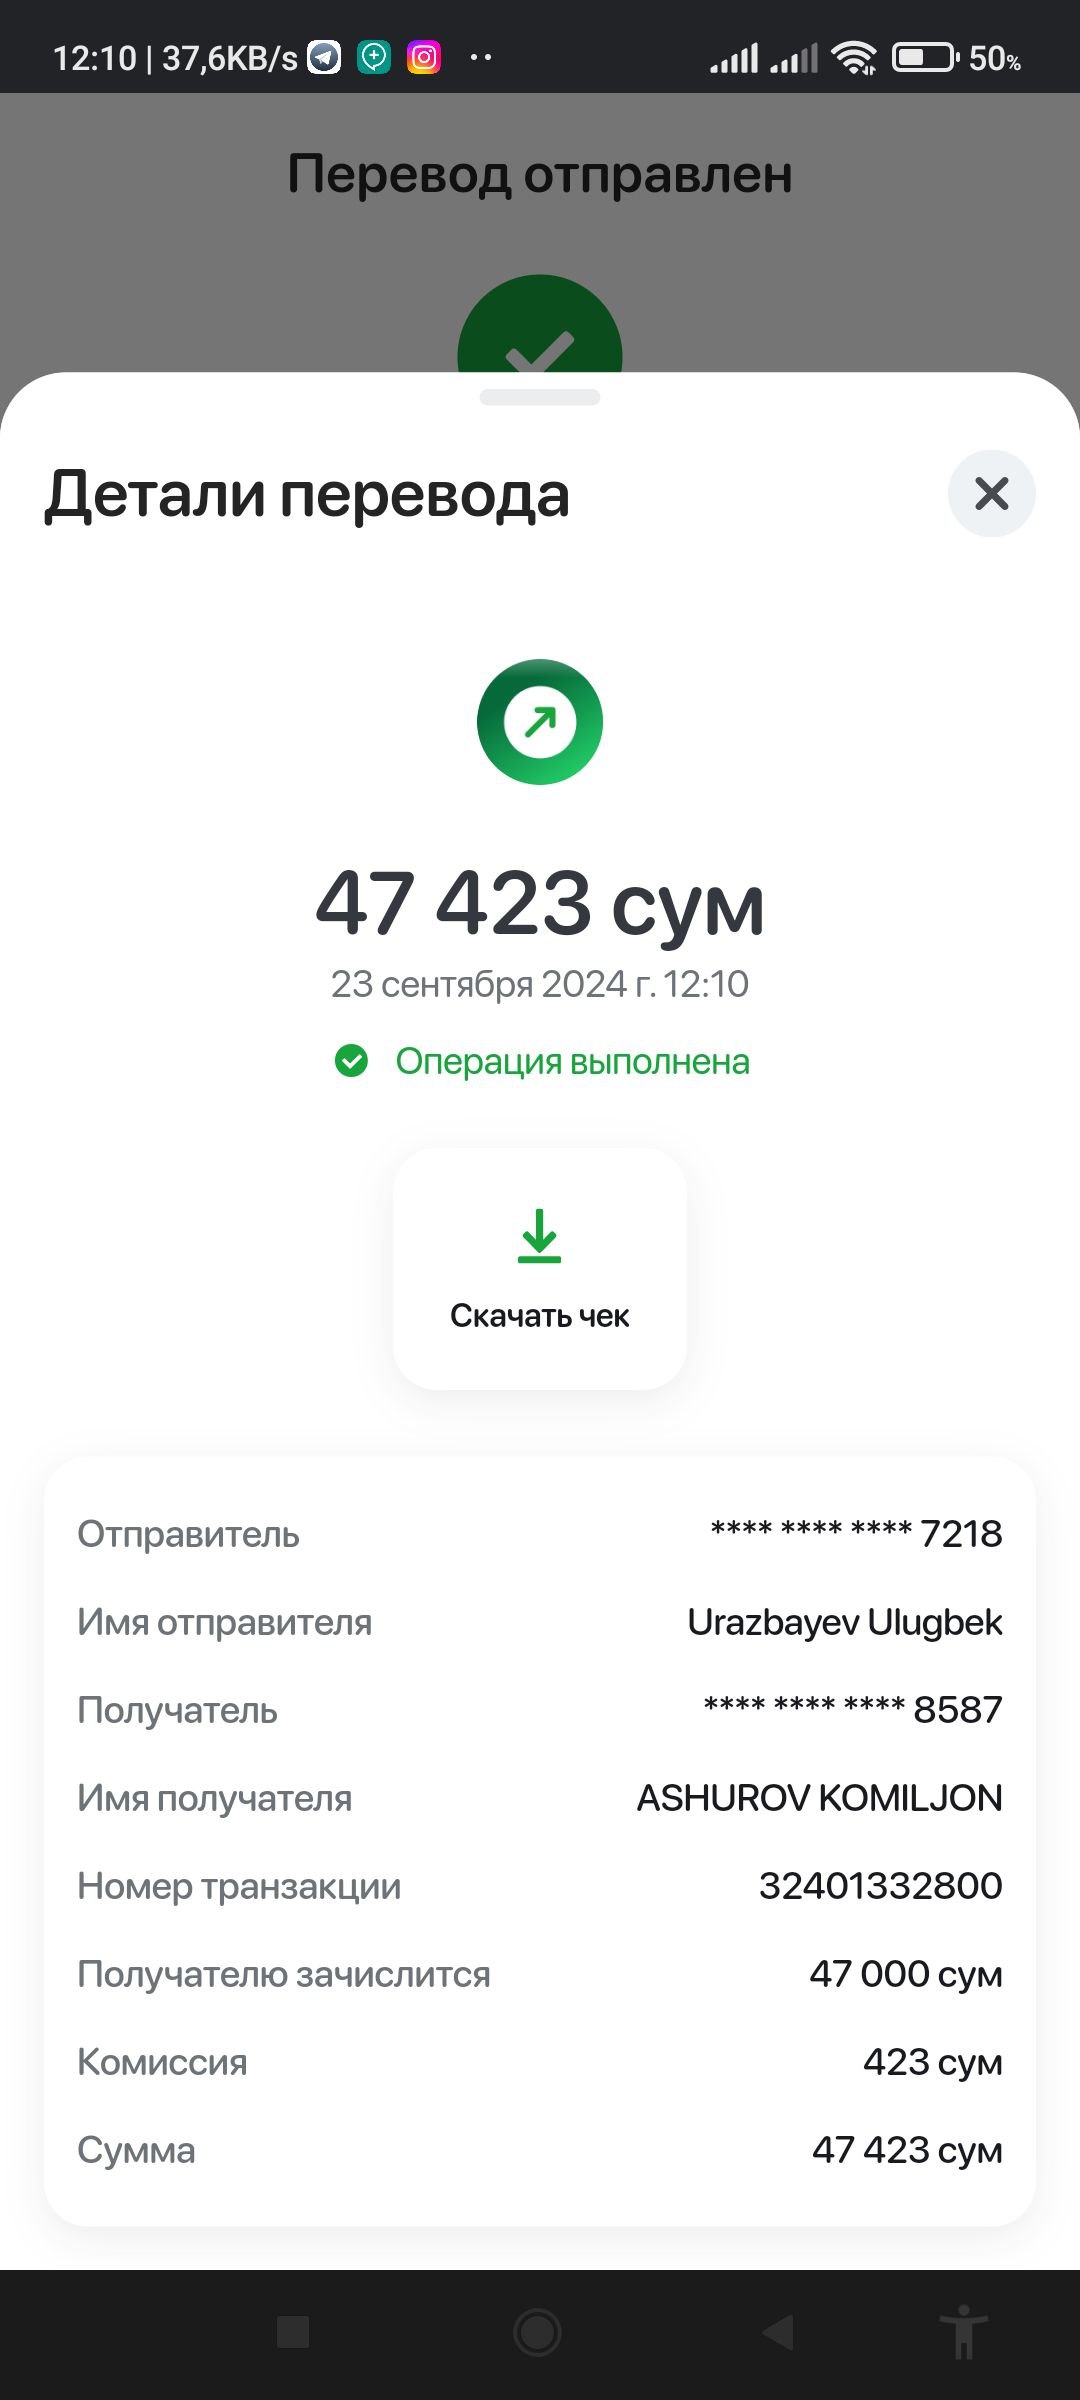 12:10 | 37,6KB/s
50%
Перевод отправлен
Детали перевода
47 423 сум
23 сентября 2024 г. 12:10
Операция выполнена
Скачать чек
Отправитель **** **** **** 7218
Имя отправителя Urazbayev Ulugbek
Получатель **** **** **** 8587
Имя получателя ASHUROV KOMILJON
Номер транзакции 32401332800
Получателю зачислится 47 000 сум
Комиссия 423 сум
Сумма 47 423 сум